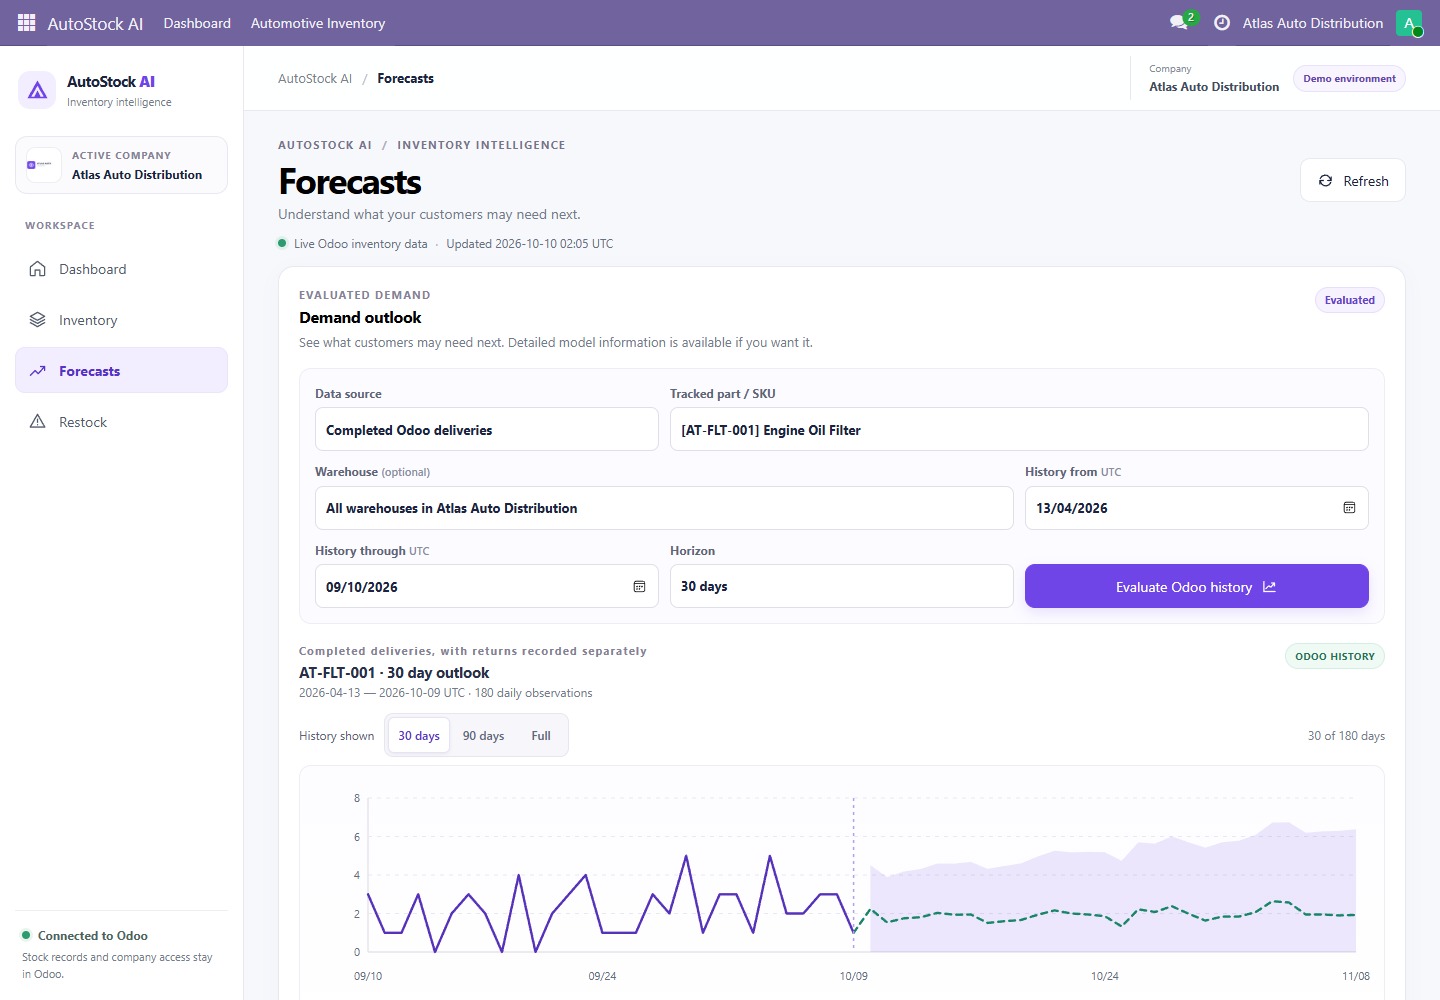 AutoStock AI Dashboard Automotive Inventory 2 Atlas Auto Distribution A
AutoStock AI
Inventory intelligence
ACTIVE COMPANY
Atlas Auto Distribution
WORKSPACE
Dashboard
Inventory
Forecasts
Restock
Connected to Odoo
Stock records and company access stay
in Odoo.
AutoStock AI / Forecasts
Company
Atlas Auto Distribution
Demo environment
AUTOSTOCK AI / INVENTORY INTELLIGENCE
Forecasts
Understand what your customers may need next.
Live Odoo inventory data · Updated 2026-10-10 02:05 UTC
Refresh
EVALUATED DEMAND
Demand outlook
See what customers may need next. Detailed model information is available if you want it.
Evaluated
Data source
Completed Odoo deliveries
Tracked part / SKU
[AT-FLT-001] Engine Oil Filter
Warehouse (optional)
All warehouses in Atlas Auto Distribution
History from UTC
13/04/2026
History through UTC
09/10/2026
Horizon
30 days
Evaluate Odoo history
Completed deliveries, with returns recorded separately
AT-FLT-001 · 30 day outlook
2026-04-13 — 2026-10-09 UTC · 180 daily observations
ODOO HISTORY
History shown 30 days 90 days Full
30 of 180 days
8
6
4
2
0
09/10 09/24 10/09 10/24 11/08